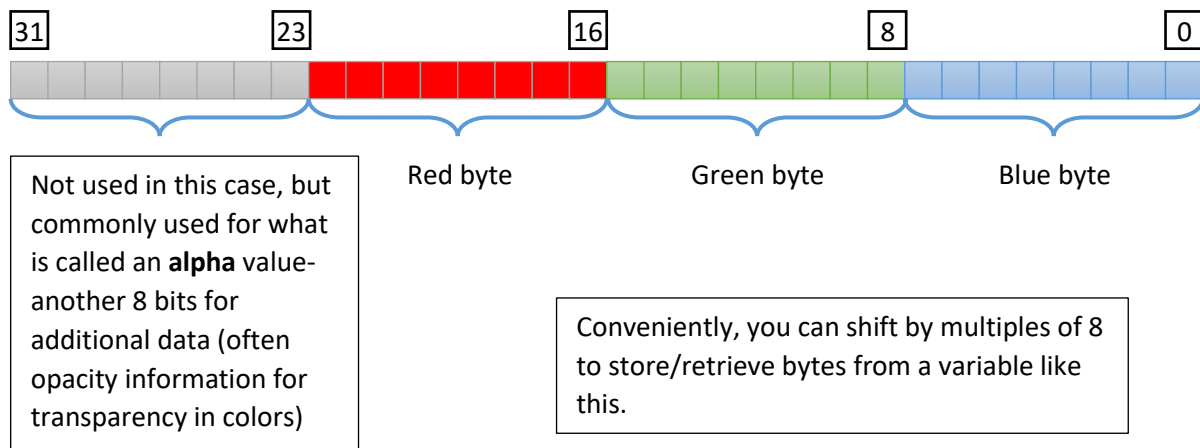 31 23 16 8 0
Red byte Green byte Blue byte
Not used in this case, but
commonly used for what
is called an alpha value-
another 8 bits for
additional data (often
opacity information for
transparency in colors)
Conveniently, you can shift by multiples of 8
to store/retrieve bytes from a variable like
this.